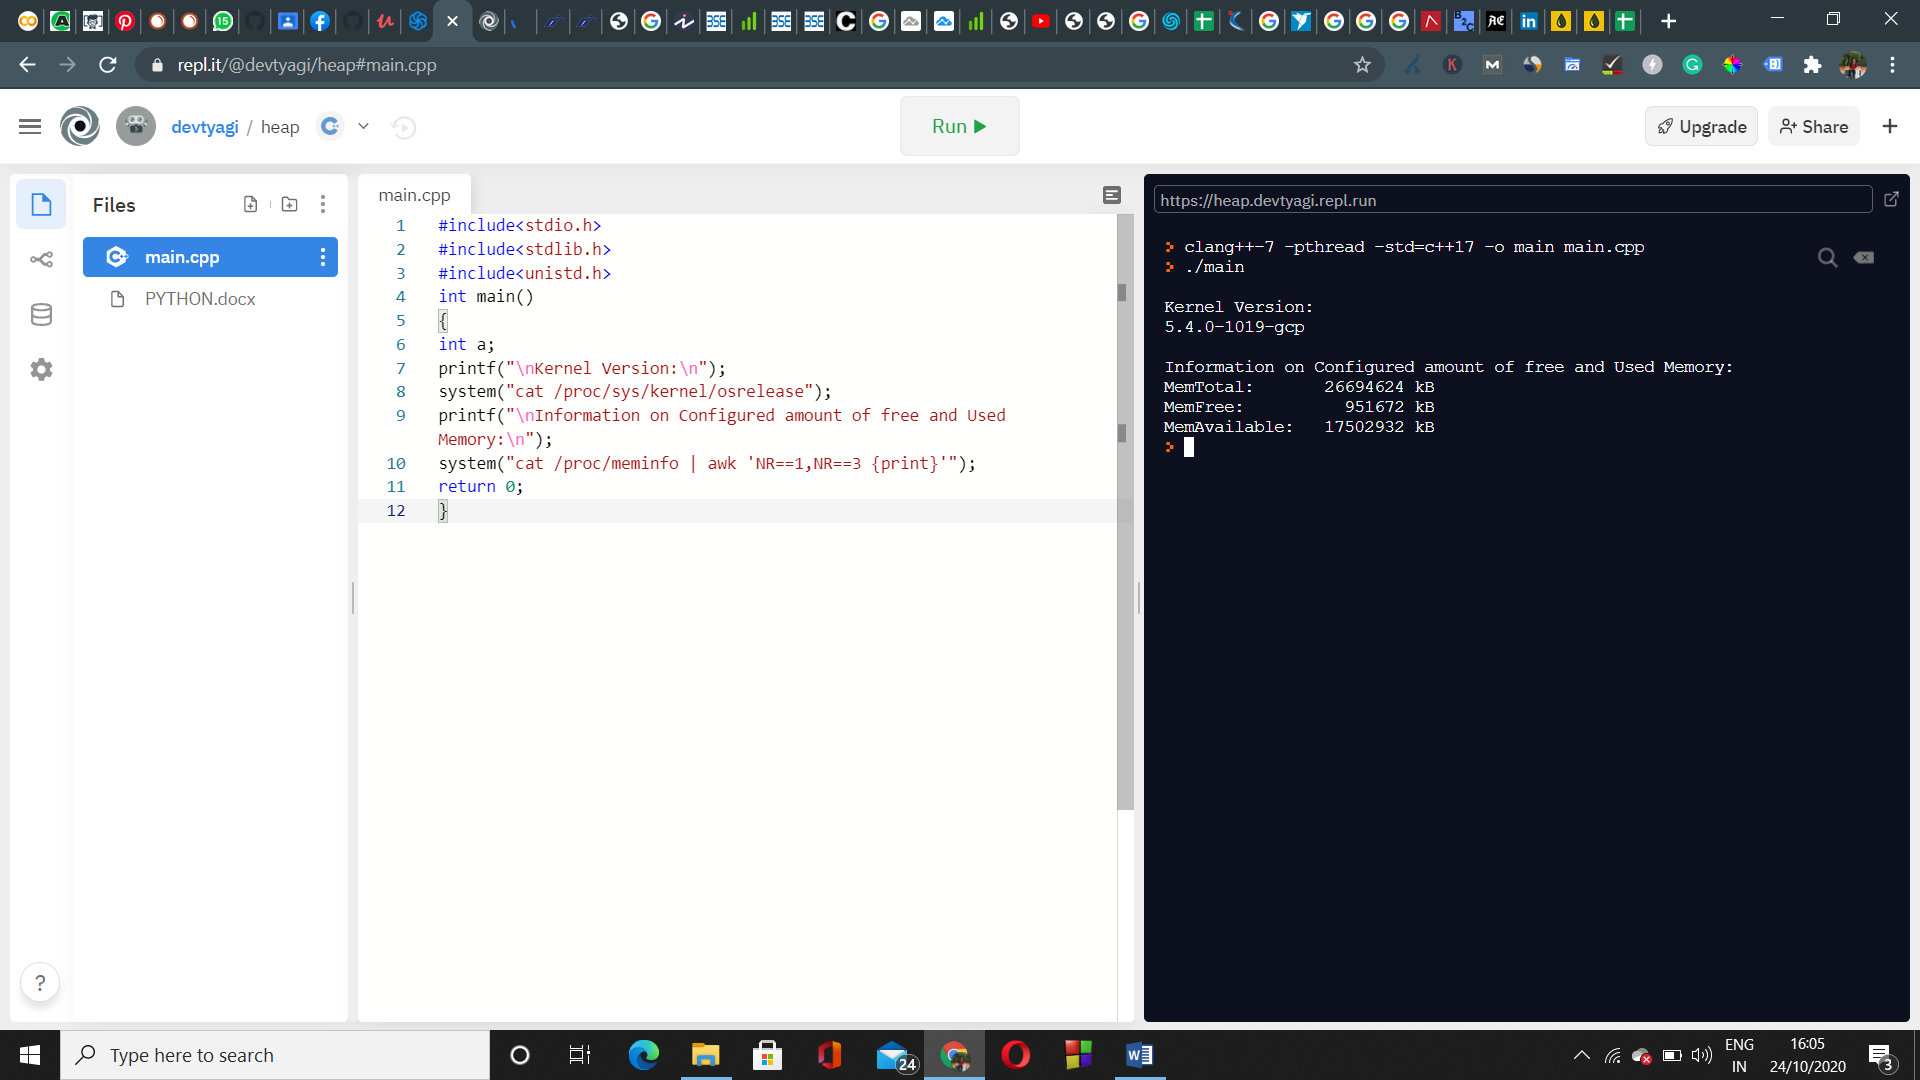 15
repl.it/@devtyagi/heap#main.cpp
devtyagi / heap
Run
Upgrade
Share
Files
main.cpp
PYTHON.docx
main.cpp
1 #include<stdio.h>
2 #include<stdlib.h>
3 #include<unistd.h>
4 int main()
5 {
6 int a;
7 printf("\nKernel Version:\n");
8 system("cat /proc/sys/kernel/osrelease");
9 printf("\nInformation on Configured amount of free and Used
Memory:\n");
10 system("cat /proc/meminfo | awk 'NR==1,NR==3 {print}'");
11 return 0;
12 }
https://heap.devtyagi.repl.run
> clang++-7 -pthread -std=c++17 -o main main.cpp
> ./main
Kernel Version:
5.4.0-1019-gcp
Information on Configured amount of free and Used Memory:
MemTotal: 26694624 kB
MemFree: 951672 kB
MemAvailable: 17502932 kB
>
?
Type here to search
24
ENG
IN
16:05
24/10/2020
3